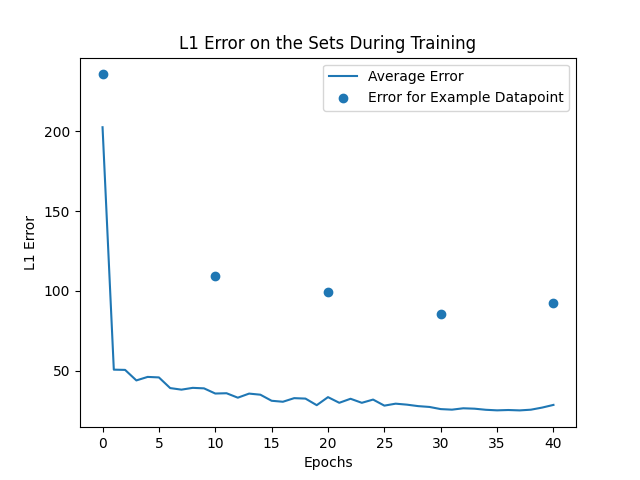 L1 Error on the Sets During Training
Average Error
Error for Example Datapoint
200
150
100
50
L1 Error
0 5 10 15 20 25 30 35 40
Epochs